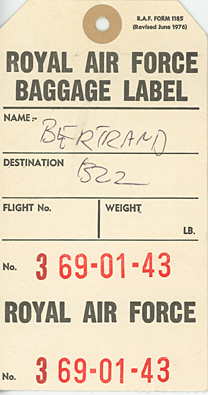 R.A.F. FORM 1185
(Revised June 1976)
ROYAL AIR FORCE
BAGGAGE LABEL
NAME:- BERTRAND
DESTINATION BZZ
FLIGHT No. WEIGHT
LB.
No. 3 69-01-43
ROYAL AIR FORCE
No. 3 69-01-43